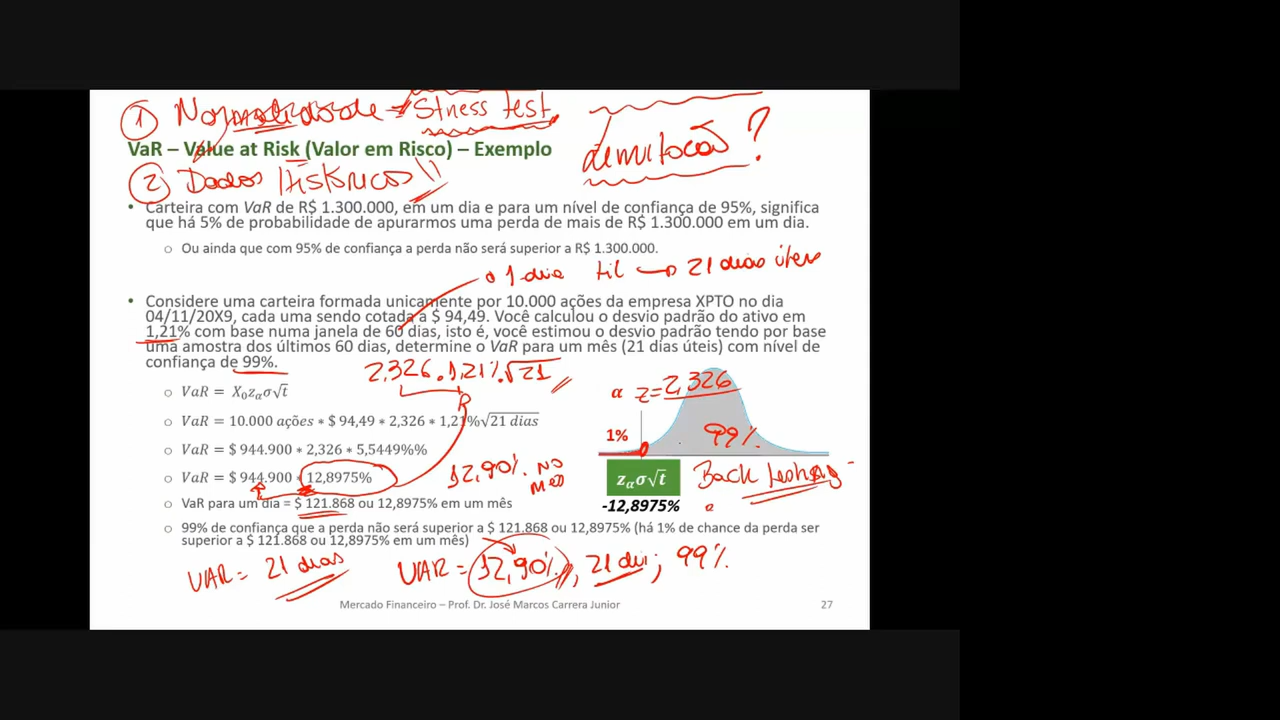 1 Normalidade → Stress test
VaR – Value at Risk (Valor em Risco) – Exemplo
?
2 Dados Históricos !!
• Carteira com VaR de R$ 1.300.000, em um dia e para um nível de confiança de 95%, significa
que há 5% de probabilidade de apurarmos uma perda de mais de R$ 1.300.000 em um dia.
o Ou ainda que com 95% de confiança a perda não será superior a R$ 1.300.000.
1 dia útil → 21 dias úteis
• Considere uma carteira formada unicamente por 10.000 ações da empresa XPTO no dia
04/11/20X9, cada uma sendo cotada a $ 94,49. Você calculou o desvio padrão do ativo em
1,21% com base numa janela de 60 dias, isto é, você estimou o desvio padrão tendo por base
uma amostra dos últimos 60 dias, determine o VaR para um mês (21 dias úteis) com nível de
confiança de 99%.
2,326 . 1,21% . √21
α z = 2,326
o VaR = X₀zασ√t
o VaR = 10.000 ações * $ 94,49 * 2,326 * 1,21%√21 dias
1%
99%
o VaR = $ 944.900 * 2,326 * 5,5449%%
o VaR = $ 944.900 * 12,8975%
12,90% no
mês
zασ√t
Back testing
o VaR para um dia = $ 121.868 ou 12,8975% em um mês
-12,8975%
o 99% de confiança que a perda não será superior a $ 121.868 ou 12,8975% (há 1% de chance da perda ser
superior a $ 121.868 ou 12,8975% em um mês)
VAR = 21 dias
VAR = 12,90%, 21 dias; 99%
Mercado Financeiro – Prof. Dr. José Marcos Carrera Junior
27